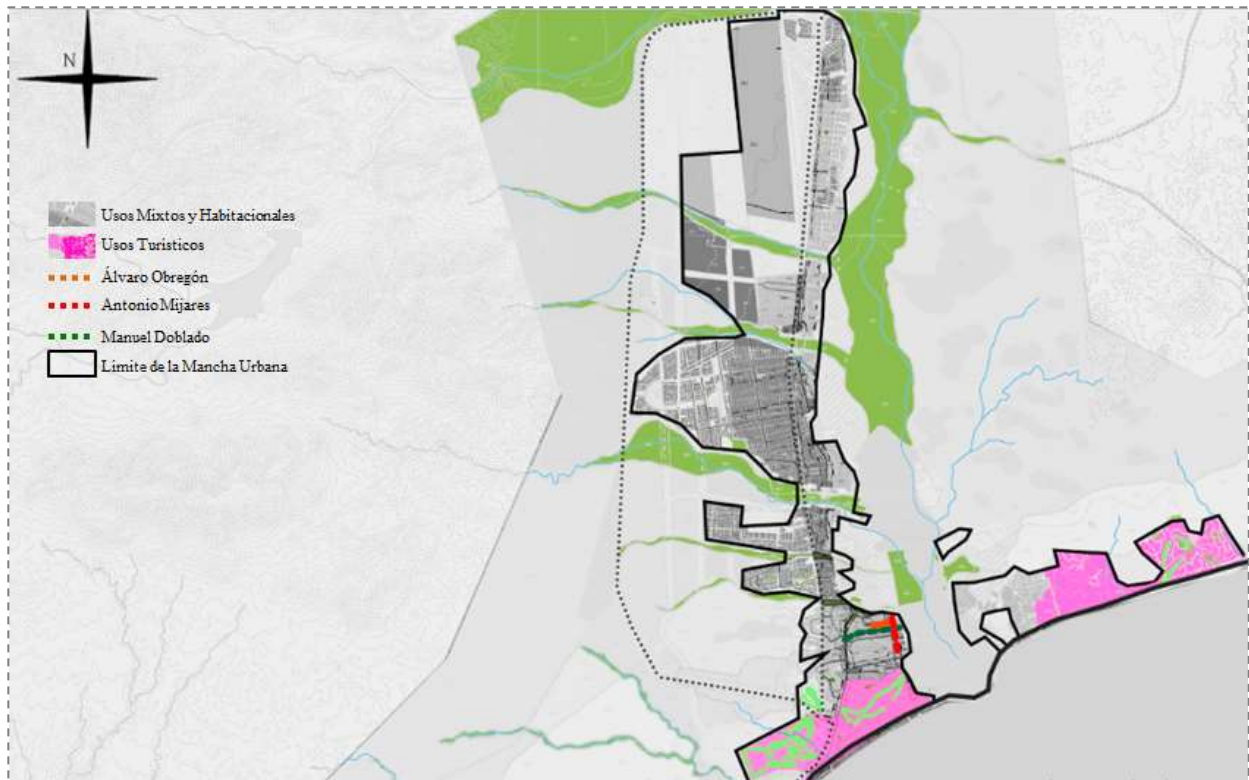 N
Usos Mixtos y Habitacionales
Usos Turísticos
Álvaro Obregón
Antonio Mijares
Manuel Doblado
Límite de la Mancha Urbana